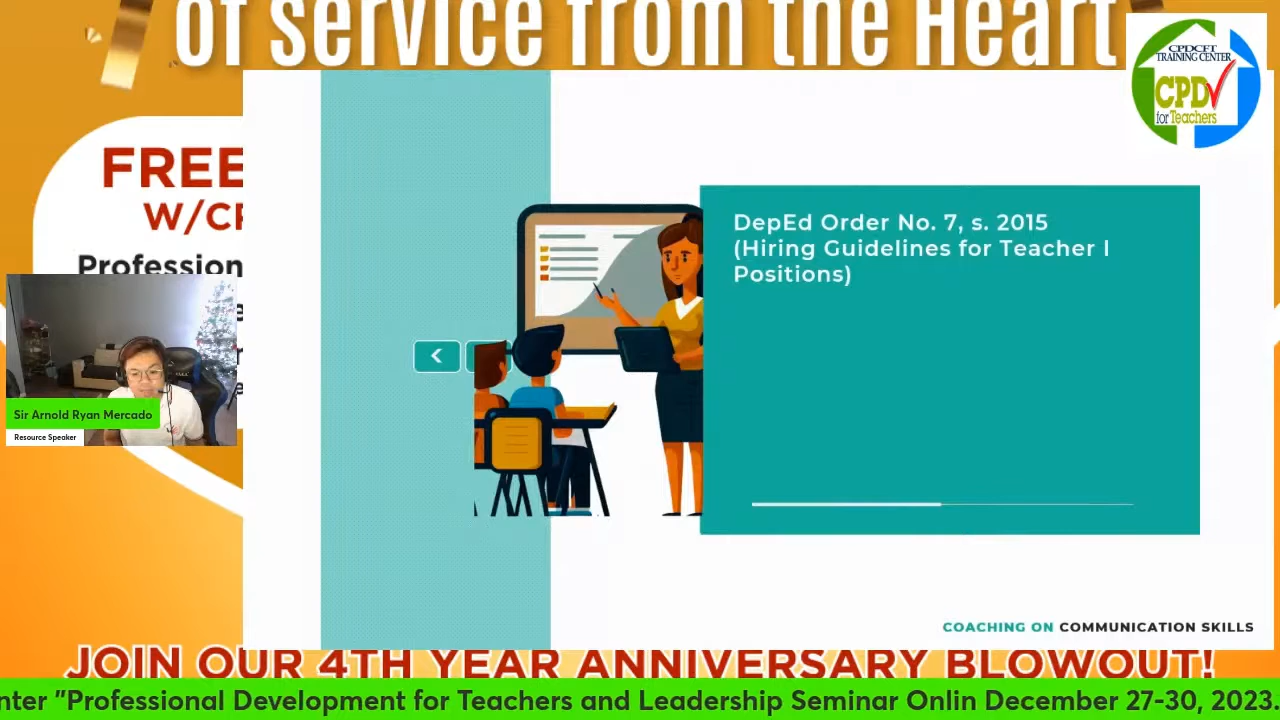 of service from the Heart
CPDCFT
TRAINING CENTER
CPD
for Teachers
FREE
W/CP
Profession
DepEd Order No. 7, s. 2015
(Hiring Guidelines for Teacher I
Positions)
Sir Arnold Ryan Mercado
Resource Speaker
COACHING ON COMMUNICATION SKILLS
JOIN OUR 4TH YEAR ANNIVERSARY BLOWOUT!
nter "Professional Development for Teachers and Leadership Seminar Onlin December 27-30, 2023.